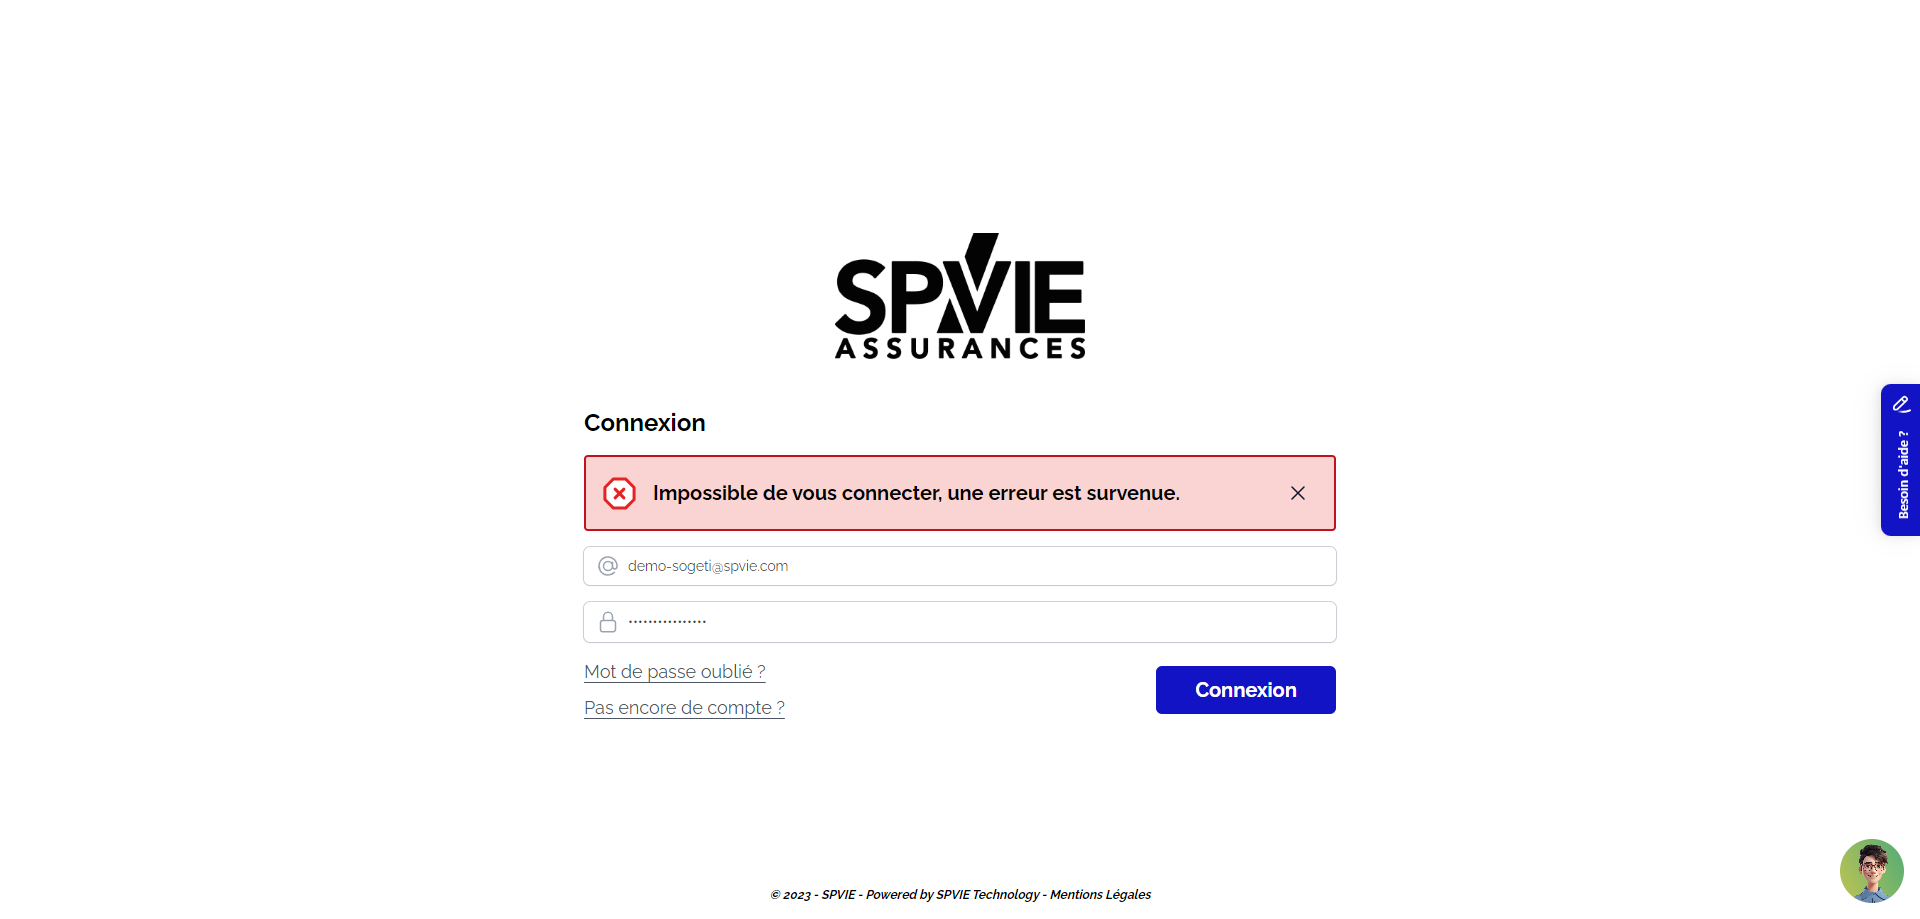 SPVIE
ASSURANCES
Connexion
Impossible de vous connecter, une erreur est survenue.
demo-sogeti@spvie.com
················
Mot de passe oublié ?
Connexion
Pas encore de compte ?
Besoin d'aide ?
© 2023 - SPVIE - Powered by SPVIE Technology - Mentions Légales